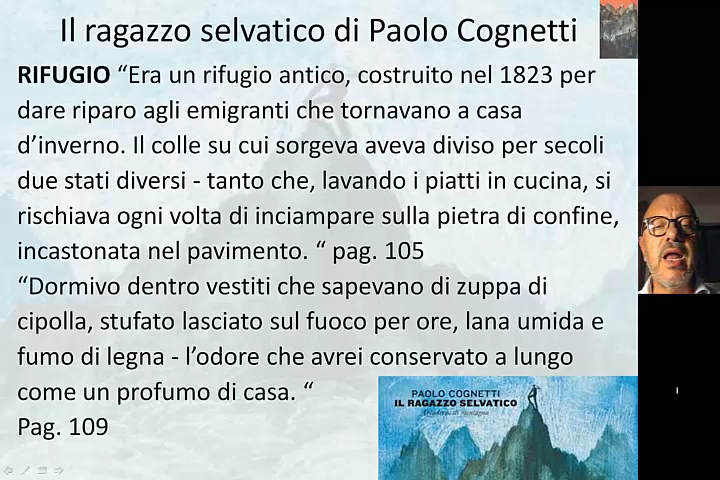 Il ragazzo selvatico di Paolo Cognetti
RIFUGIO “Era un rifugio antico, costruito nel 1823 per
dare riparo agli emigranti che tornavano a casa
d’inverno. Il colle su cui sorgeva aveva diviso per secoli
due stati diversi - tanto che, lavando i piatti in cucina, si
rischiava ogni volta di inciampare sulla pietra di confine,
incastonata nel pavimento. “ pag. 105
“Dormivo dentro vestiti che sapevano di zuppa di
cipolla, stufato lasciato sul fuoco per ore, lana umida e
fumo di legna - l’odore che avrei conservato a lungo
come un profumo di casa. “
Pag. 109
PAOLO COGNETTI
IL RAGAZZO SELVATICO
Quaderno di montagna